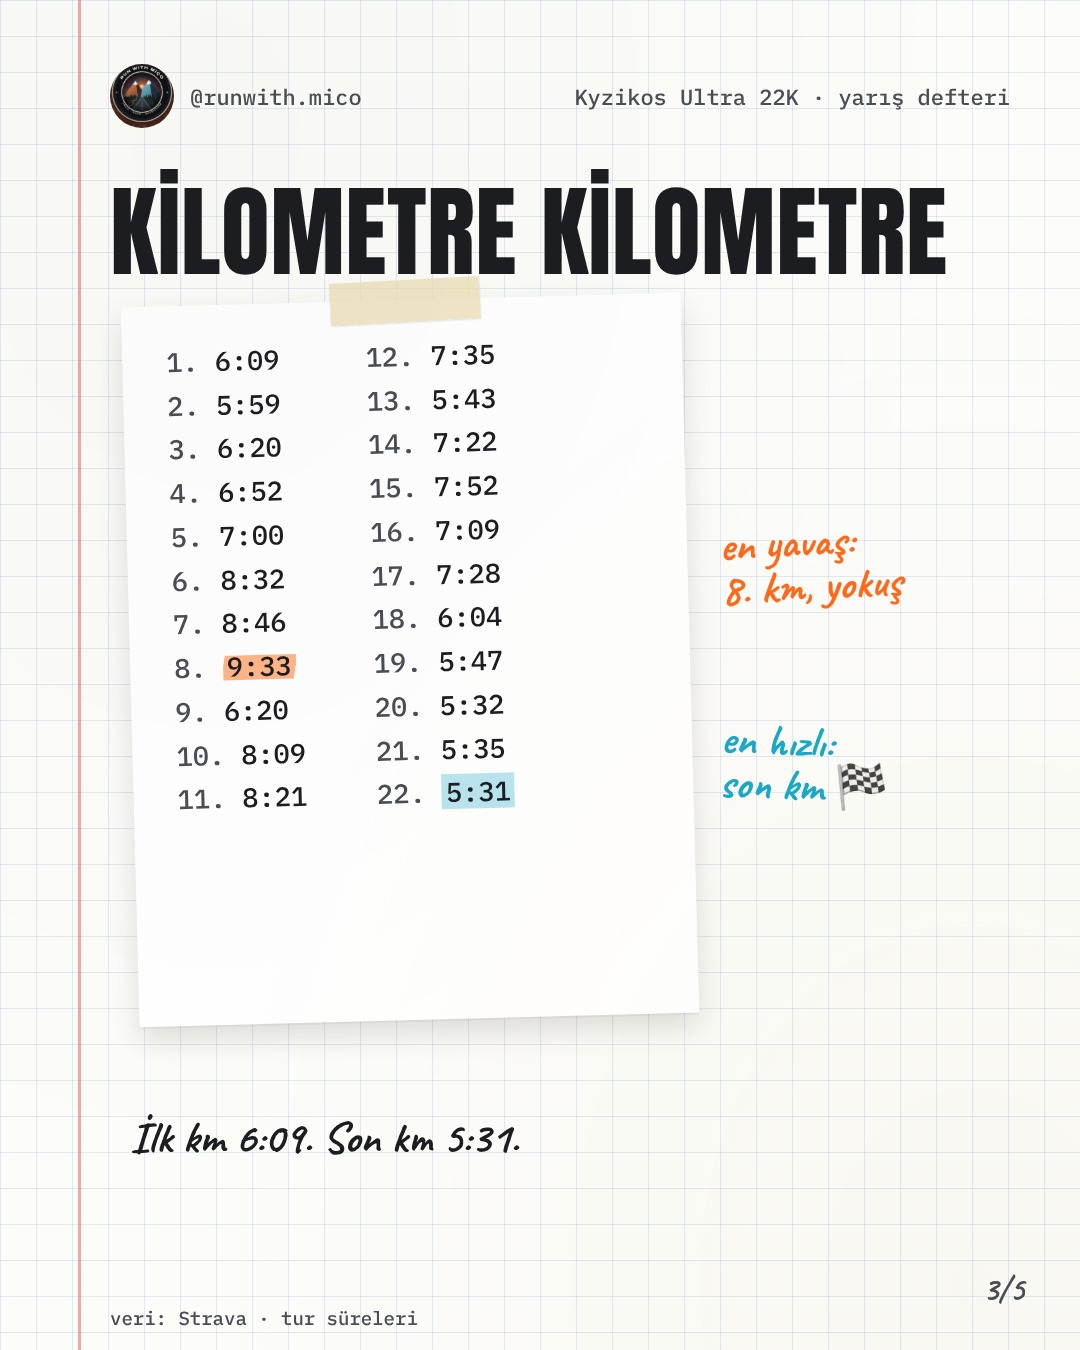 RUN WITH MICO
@runwith.mico
Kyzikos Ultra 22K · yarış defteri
KİLOMETRE KİLOMETRE
1. 6:09
2. 5:59
3. 6:20
4. 6:52
5. 7:00
6. 8:32
7. 8:46
8. 9:33
9. 6:20
10. 8:09
11. 8:21
12. 7:35
13. 5:43
14. 7:22
15. 7:52
16. 7:09
17. 7:28
18. 6:04
19. 5:47
20. 5:32
21. 5:35
22. 5:31
en yavaş:
8. km, yokuş
en hızlı:
son km
İlk km 6:09. Son km 5:31.
3/5
veri: Strava · tur süreleri